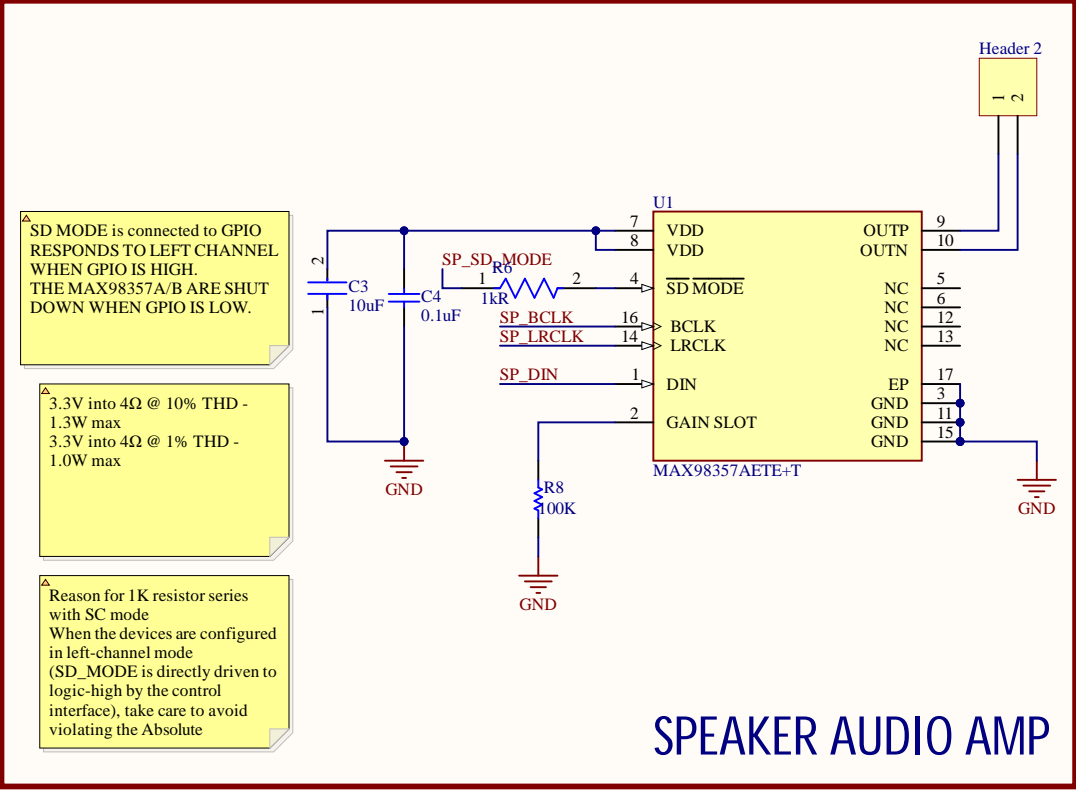 Header 2
1
2
SD MODE is connected to GPIO
RESPONDS TO LEFT CHANNEL
WHEN GPIO IS HIGH.
THE MAX98357A/B ARE SHUT
DOWN WHEN GPIO IS LOW.
3.3V into 4Ω @ 10% THD -
1.3W max
3.3V into 4Ω @ 1% THD -
1.0W max
Reason for 1K resistor series
with SC mode
When the devices are configured
in left-channel mode
(SD_MODE is directly driven to
logic-high by the control
interface), take care to avoid
violating the Absolute
2
1
C3
10uF
C4
0.1uF
GND
SP_SD_MODE
R6
1
2
1kR
SP_BCLK
SP_LRCLK
SP_DIN
R8
100K
GND
U1
7
VDD
8
VDD
4
SD MODE
16
BCLK
14
LRCLK
1
DIN
2
GAIN SLOT
OUTP
9
OUTN
10
NC
5
NC
6
NC
12
NC
13
EP
17
GND
3
GND
11
GND
15
MAX98357AETE+T
GND
SPEAKER AUDIO AMP